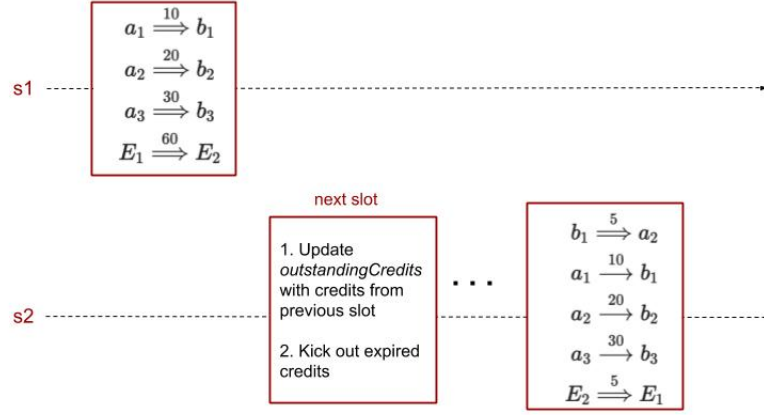 s1
a₁ ⟹ b₁ (10)
a₂ ⟹ b₂ (20)
a₃ ⟹ b₃ (30)
E₁ ⟹ E₂ (60)
next slot
s2
1. Update
outstandingCredits
with credits from
previous slot
2. Kick out expired
credits
...
b₁ ⟹ a₂ (5)
a₁ ⟶ b₁ (10)
a₂ ⟶ b₂ (20)
a₃ ⟶ b₃ (30)
E₂ ⟹ E₁ (5)